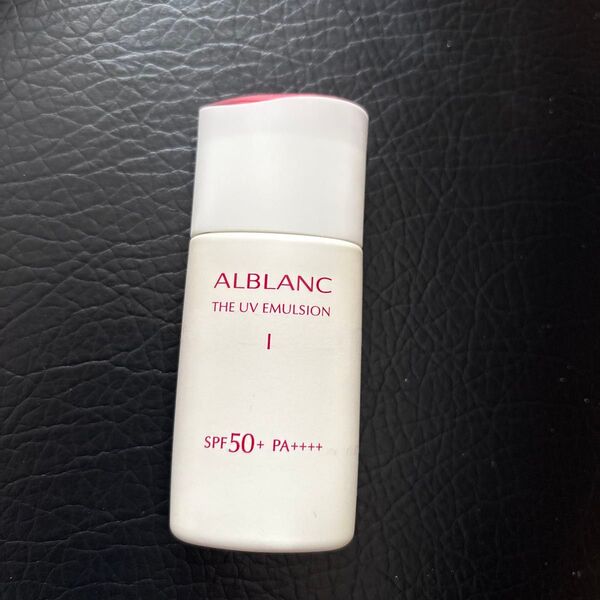 ALBLANC
THE UV EMULSION
I
SPF50+ PA++++